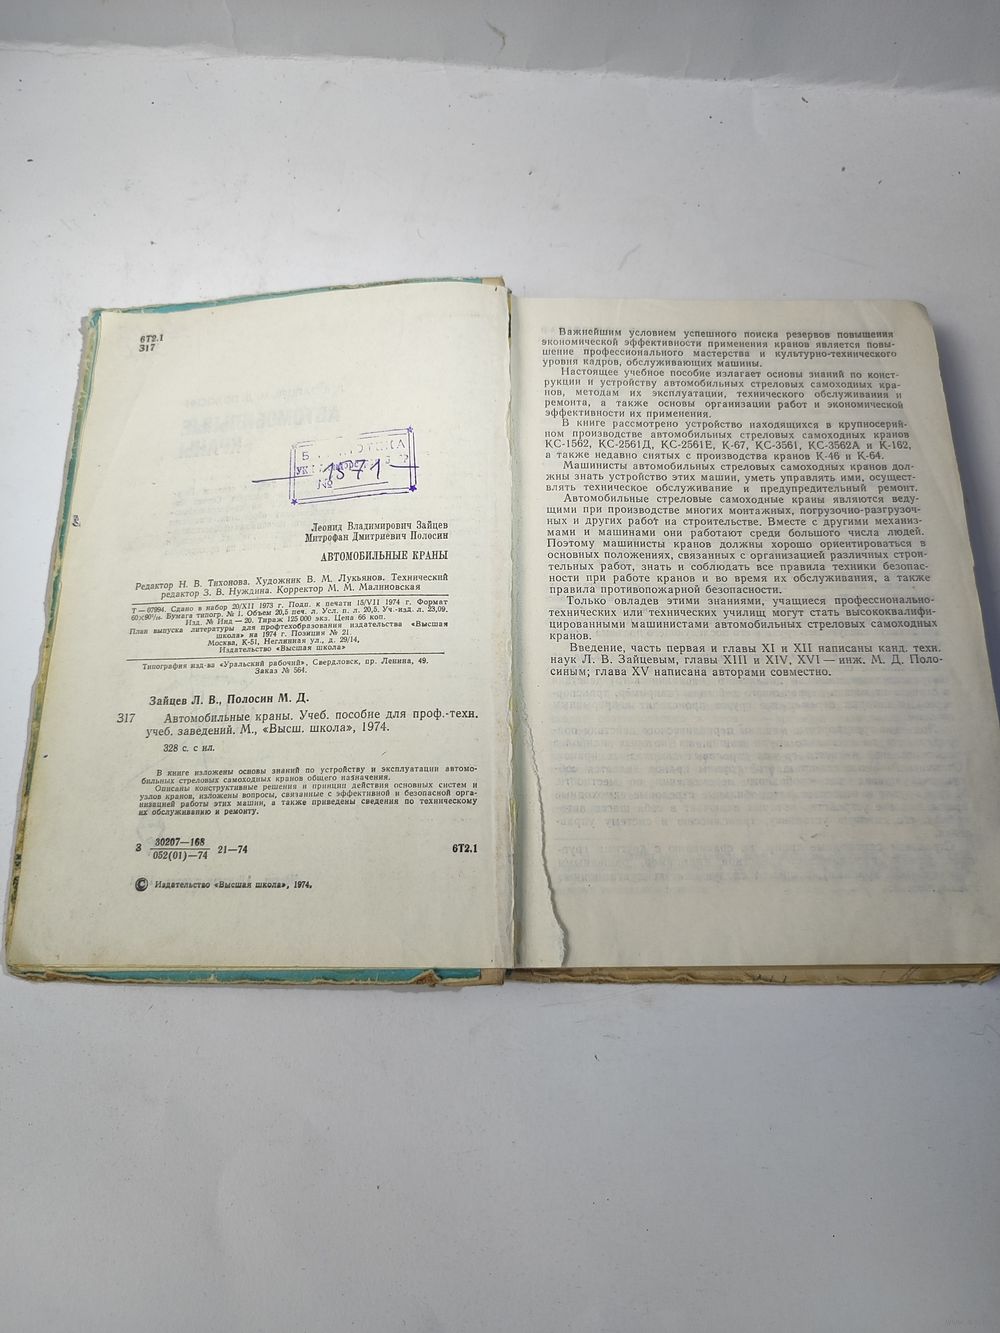 6Т2.1
З17
БИБЛИОТЕКА
№ 1871
Леонид Владимирович Зайцев
Митрофан Дмитриевич Полосин
АВТОМОБИЛЬНЫЕ КРАНЫ
Редактор Н. В. Тихонова. Художник В. М. Лукьянов. Технический
редактор З. В. Нуждина. Корректор М. М. Малиновская
Т — 07994. Сдано в набор 20/XII 1973 г. Подп. к печати 15/VII 1974 г. Формат
60×90¹/₁₆. Бумага типогр. № 1. Объем 20,5 печ. л. Усл. п. л. 20,5. Уч.-изд. л. 23,09.
Изд. № Инд — 20. Тираж 125 000 экз. Цена 66 коп.
План выпуска литературы для профтехобразования издательства «Высшая
школа» на 1974 г. Позиция № 21.
Москва, К-51, Неглинная ул., д. 29/14,
Издательство «Высшая школа»
Типография изд-ва «Уральский рабочий», Свердловск, пр. Ленина, 49.
Заказ № 564.
Зайцев Л. В., Полосин М. Д.
З17 Автомобильные краны. Учеб. пособие для проф.-техн.
учеб. заведений. М., «Высш. школа», 1974.
328 с. с ил.
В книге изложены основы знаний по устройству и эксплуатации автомо-
бильных стреловых самоходных кранов общего назначения.
Описаны конструктивные решения и принцип действия основных систем и
узлов кранов, изложены вопросы, связанные с эффективной и безопасной орга-
низацией работы этих машин, а также приведены сведения по техническому
их обслуживанию и ремонту.
З 30207—168
052(01)—74 21—74 6Т2.1
© Издательство «Высшая школа», 1974.
Важнейшим условием успешного поиска резервов повышения
экономической эффективности применения кранов является повы-
шение профессионального мастерства и культурно-технического
уровня кадров, обслуживающих машины.
Настоящее учебное пособие излагает основы знаний по конст-
рукции и устройству автомобильных стреловых самоходных кра-
нов, методам их эксплуатации, технического обслуживания и
ремонта, а также основы организации работ и экономической
эффективности их применения.
В книге рассмотрено устройство находящихся в крупносерий-
ном производстве автомобильных стреловых самоходных кранов
КС-1562, КС-2561Д, КС-2561Е, К-67, КС-3561, КС-3562А и К-162,
а также недавно снятых с производства кранов К-46 и К-64.
Машинисты автомобильных стреловых самоходных кранов дол-
жны знать устройство этих машин, уметь управлять ими, осущест-
влять техническое обслуживание и предупредительный ремонт.
Автомобильные стреловые самоходные краны являются веду-
щими при производстве многих монтажных, погрузочно-разгрузоч-
ных и других работ на строительстве. Вместе с другими механиз-
мами и машинами они работают среди большого числа людей.
Поэтому машинисты кранов должны хорошо ориентироваться в
основных положениях, связанных с организацией различных строи-
тельных работ, знать и соблюдать все правила техники безопас-
ности при работе кранов и во время их обслуживания, а также
правила противопожарной безопасности.
Только овладев этими знаниями, учащиеся профессионально-
технических или технических училищ могут стать высококвалифи-
цированными машинистами автомобильных стреловых самоходных
кранов.
Введение, часть первая и главы XI и XII написаны канд. техн.
наук Л. В. Зайцевым, главы XIII и XIV, XVI — инж. М. Д. Поло-
синым; глава XV написана авторами совместно.